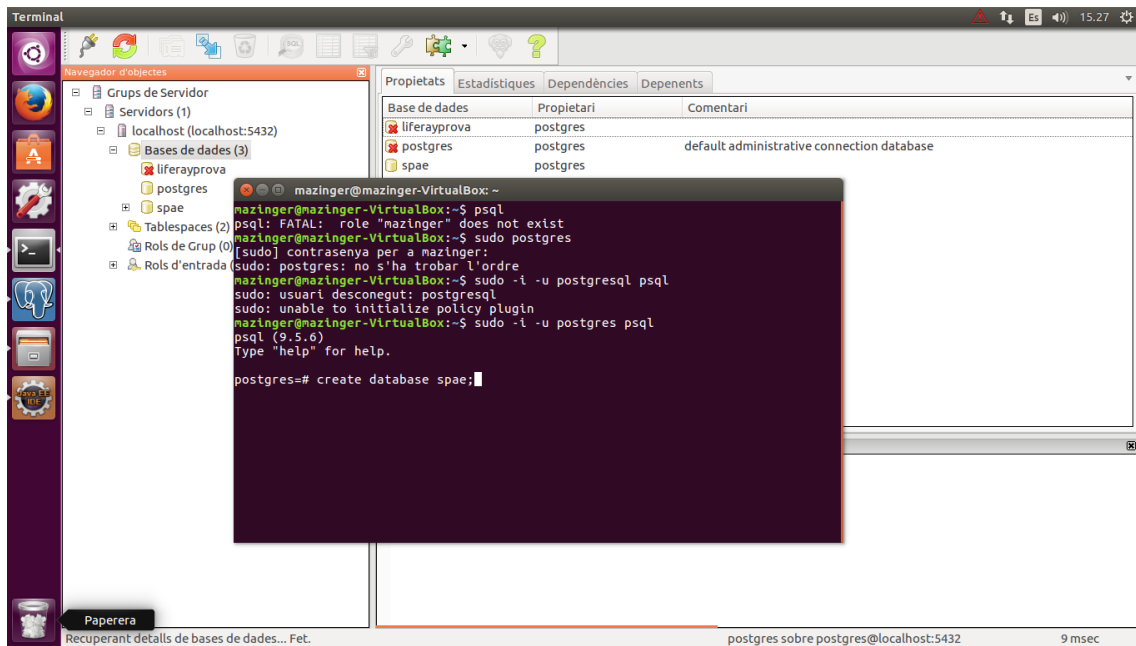 Terminal
Es
15.27
Navegador d'objectes
Grups de Servidor
Servidors (1)
localhost (localhost:5432)
Bases de dades (3)
liferayprova
postgres
spae
Tablespaces (2)
Rols de Grup (0)
Rols d'entrada (
SQL
Propietats Estadístiques Dependències Depenents
Base de dades Propietari Comentari
liferayprova postgres
postgres postgres default administrative connection database
spae postgres
mazinger@mazinger-VirtualBox: ~
mazinger@mazinger-VirtualBox:~$ psql
psql: FATAL:  role "mazinger" does not exist
mazinger@mazinger-VirtualBox:~$ sudo postgres
[sudo] contrasenya per a mazinger:
sudo: postgres: no s'ha trobar l'ordre
mazinger@mazinger-VirtualBox:~$ sudo -i -u postgresql psql
sudo: usuari desconegut: postgresql
sudo: unable to initialize policy plugin
mazinger@mazinger-VirtualBox:~$ sudo -i -u postgres psql
psql (9.5.6)
Type "help" for help.
postgres=# create database spae;
Java EE
IDE
Paperera
Recuperant detalls de bases de dades... Fet.
postgres sobre postgres@localhost:5432
9 msec